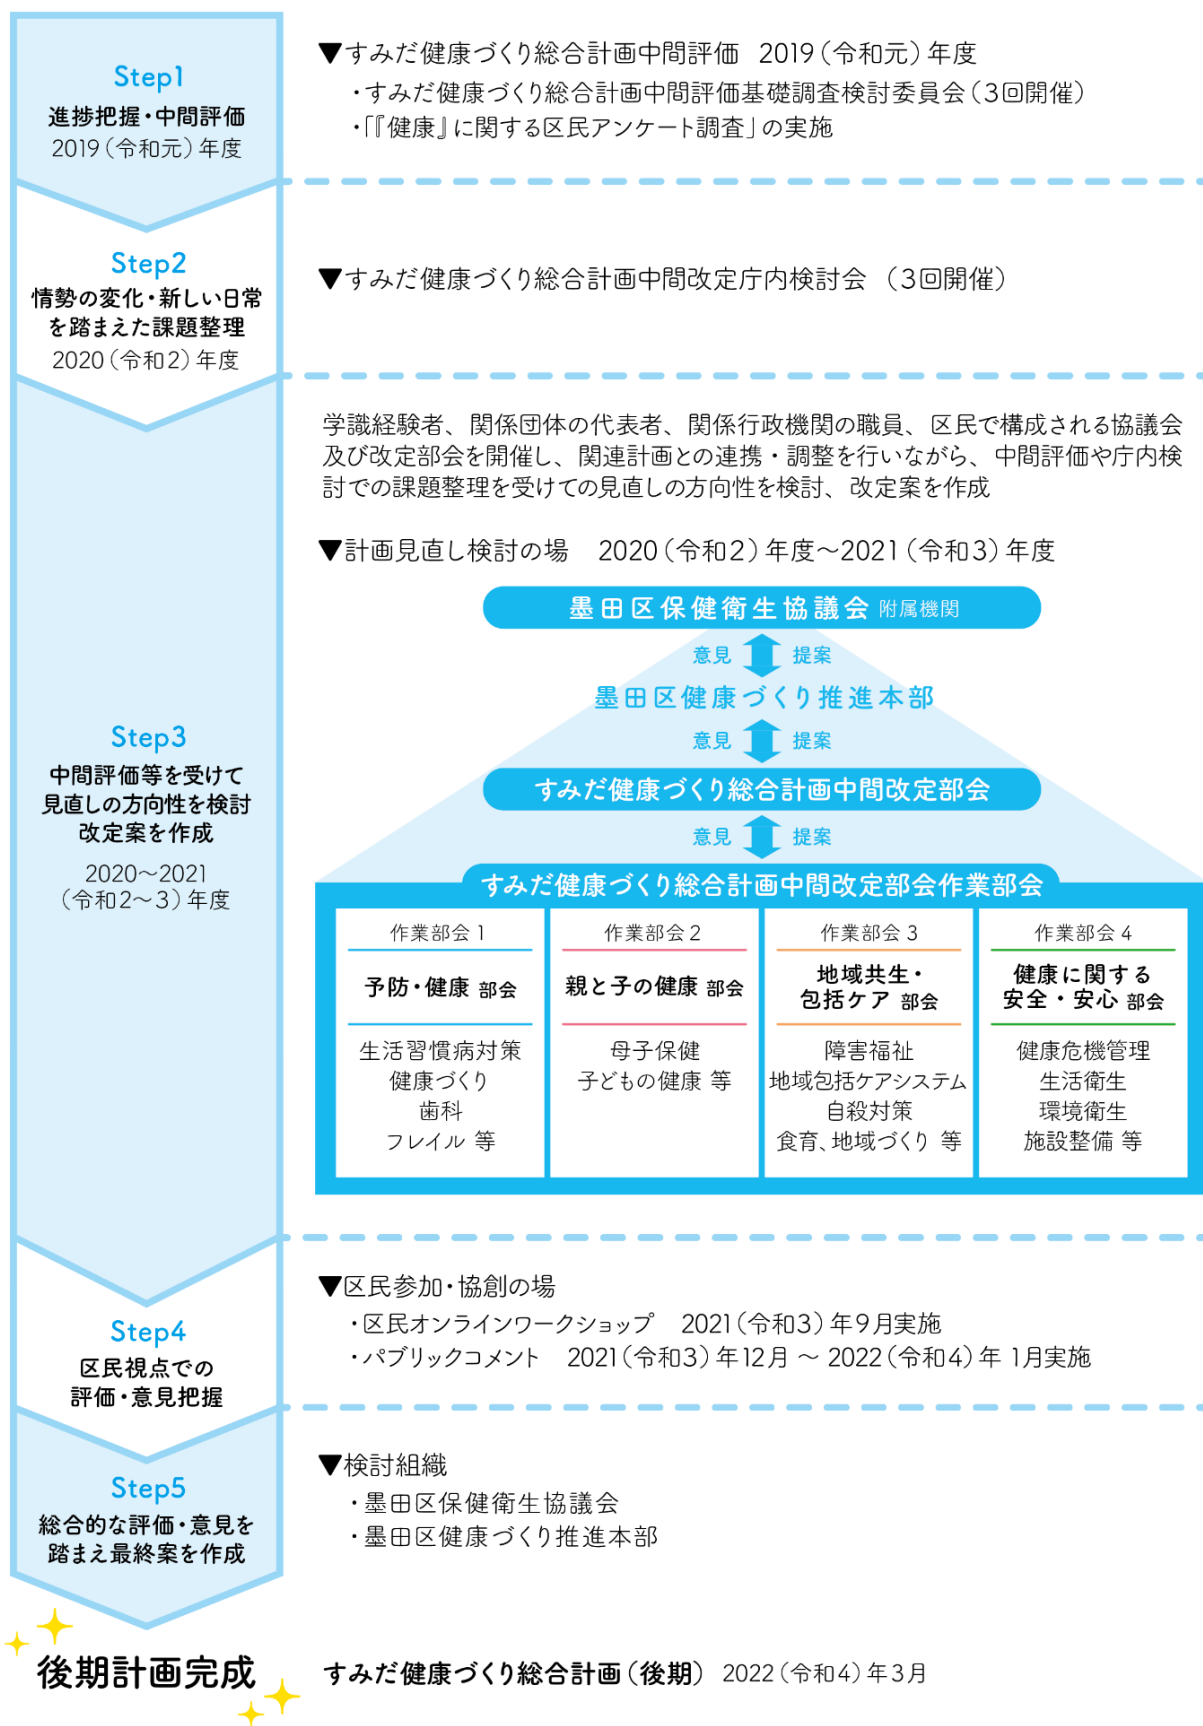 Step1
進捗把握・中間評価
2019（令和元）年度
▼すみだ健康づくり総合計画中間評価 2019（令和元）年度
・すみだ健康づくり総合計画中間評価基礎調査検討委員会（3回開催）
・「『健康』に関する区民アンケート調査」の実施
Step2
情勢の変化・新しい日常
を踏まえた課題整理
2020（令和2）年度
▼すみだ健康づくり総合計画中間改定庁内検討会 （3回開催）
Step3
中間評価等を受けて
見直しの方向性を検討
改定案を作成
2020～2021
（令和2～3）年度
学識経験者、関係団体の代表者、関係行政機関の職員、区民で構成される協議会
及び改定部会を開催し、関連計画との連携・調整を行いながら、中間評価や庁内検
討での課題整理を受けての見直しの方向性を検討、改定案を作成
▼計画見直し検討の場 2020（令和2）年度～2021（令和3）年度
墨田区保健衛生協議会 附属機関
意見 提案
墨田区健康づくり推進本部
意見 提案
すみだ健康づくり総合計画中間改定部会
意見 提案
すみだ健康づくり総合計画中間改定部会作業部会
作業部会1
予防・健康 部会
生活習慣病対策
健康づくり
歯科
フレイル 等
作業部会2
親と子の健康 部会
母子保健
子どもの健康 等
作業部会3
地域共生・
包括ケア 部会
障害福祉
地域包括ケアシステム
自殺対策
食育、地域づくり 等
作業部会4
健康に関する
安全・安心 部会
健康危機管理
生活衛生
環境衛生
施設整備 等
Step4
区民視点での
評価・意見把握
▼区民参加・協創の場
・区民オンラインワークショップ 2021（令和3）年9月実施
・パブリックコメント 2021（令和3）年12月 ～ 2022（令和4）年 1月実施
Step5
総合的な評価・意見を
踏まえ最終案を作成
▼検討組織
・墨田区保健衛生協議会
・墨田区健康づくり推進本部
後期計画完成
すみだ健康づくり総合計画（後期） 2022（令和4）年3月